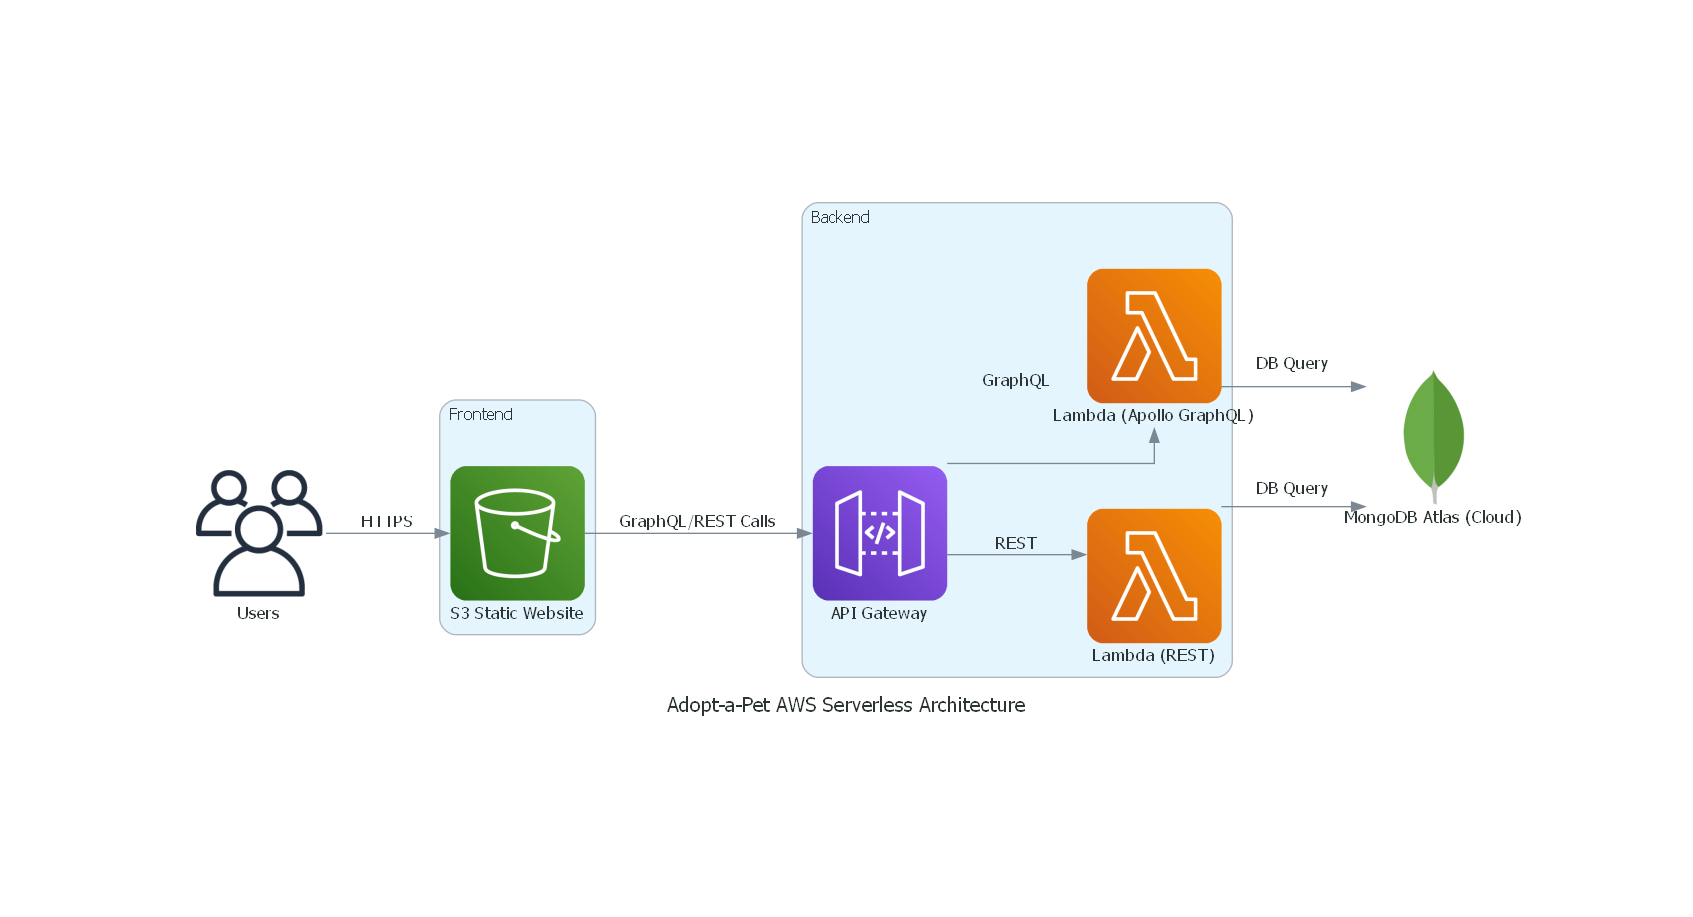 Backend
GraphQL
DB Query
Lambda (Apollo GraphQL)
Frontend
DB Query
HTTPS
GraphQL/REST Calls
</>
REST
MongoDB Atlas (Cloud)
Users
S3 Static Website
API Gateway
Lambda (REST)
Adopt-a-Pet AWS Serverless Architecture